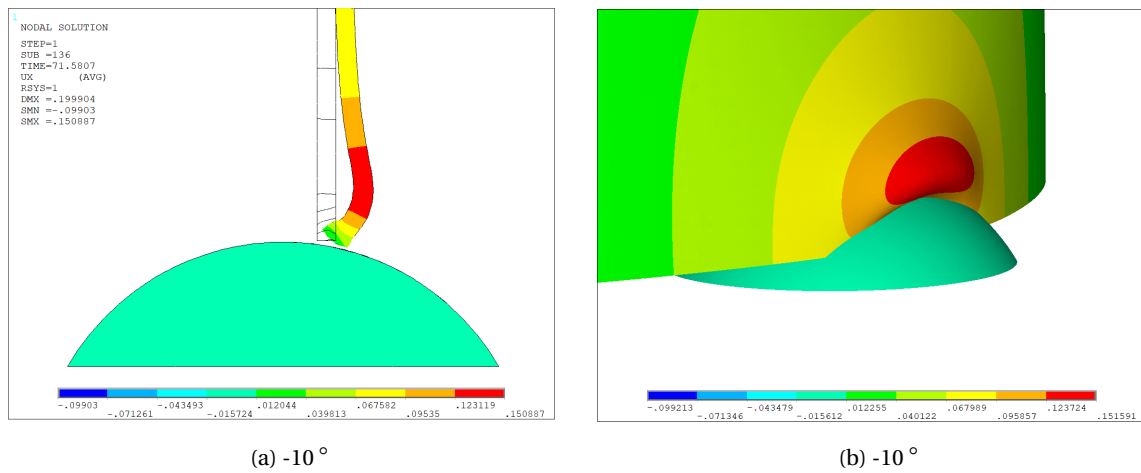 1
NODAL SOLUTION
STEP=1
SUB =136
TIME=71.5807
UX (AVG)
RSYS=1
DMX =.199904
SMN =-.09903
SMX =.150887
-.09903 -.043493 .012044 .067582 .123119
-.071261 -.015724 .039813 .09535 .150887
(a) -10 °
-.099213 -.043479 .012255 .067989 .123724
-.071346 -.015612 .040122 .095857 .151591
(b) -10 °